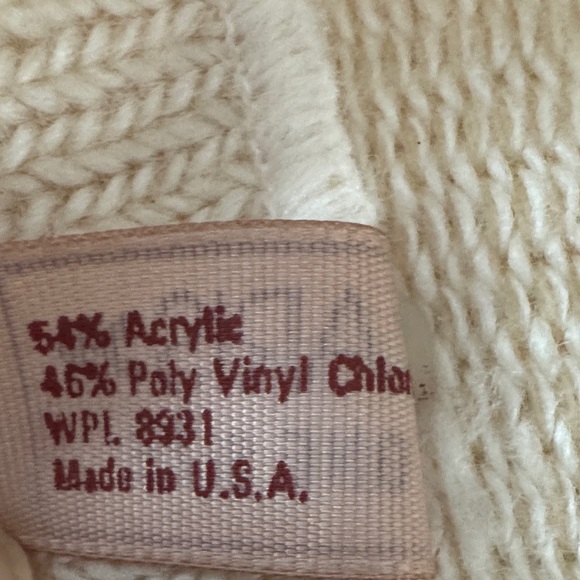 54% Acrylic
46% Poly Vinyl Chlor
WPL 8931
Made in U.S.A.